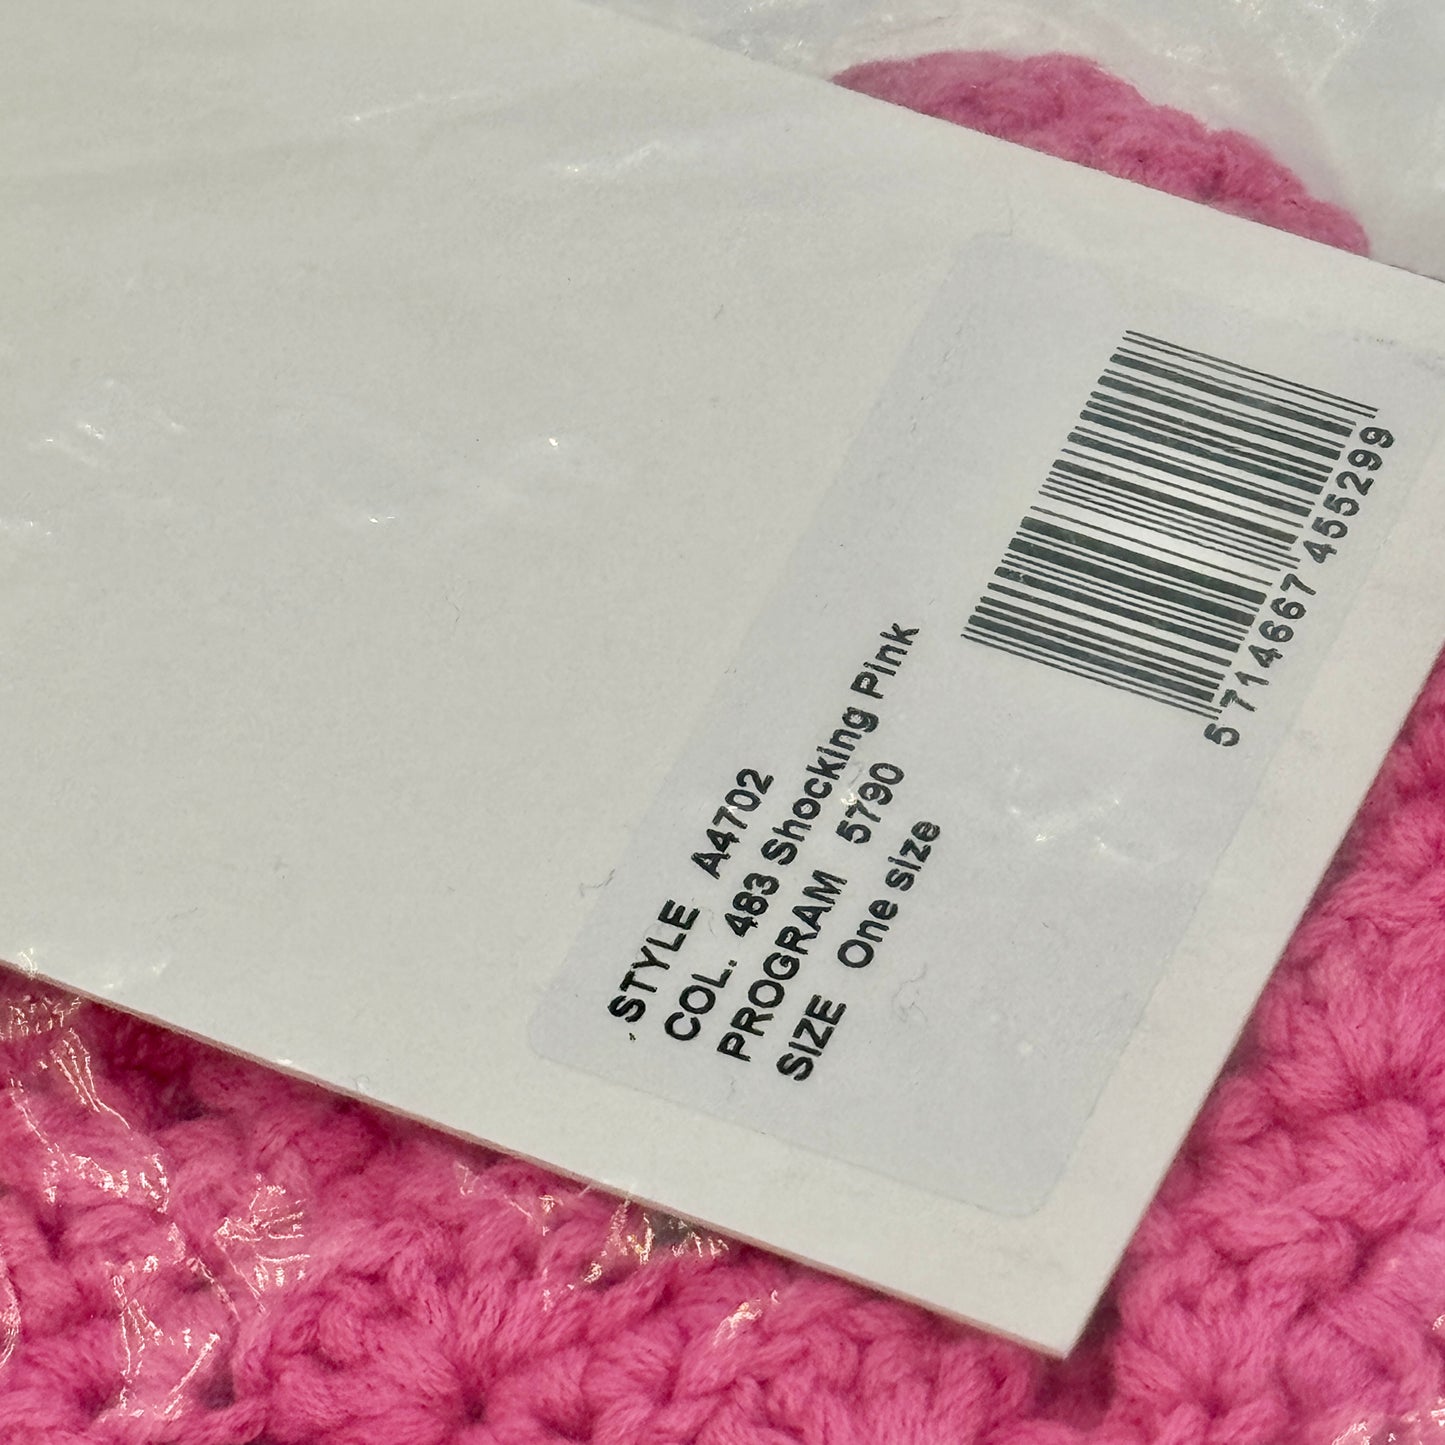 STYLE A4702
COL. 483 Shocking Pink
PROGRAM 5790
SIZE One size
5 714667 455299